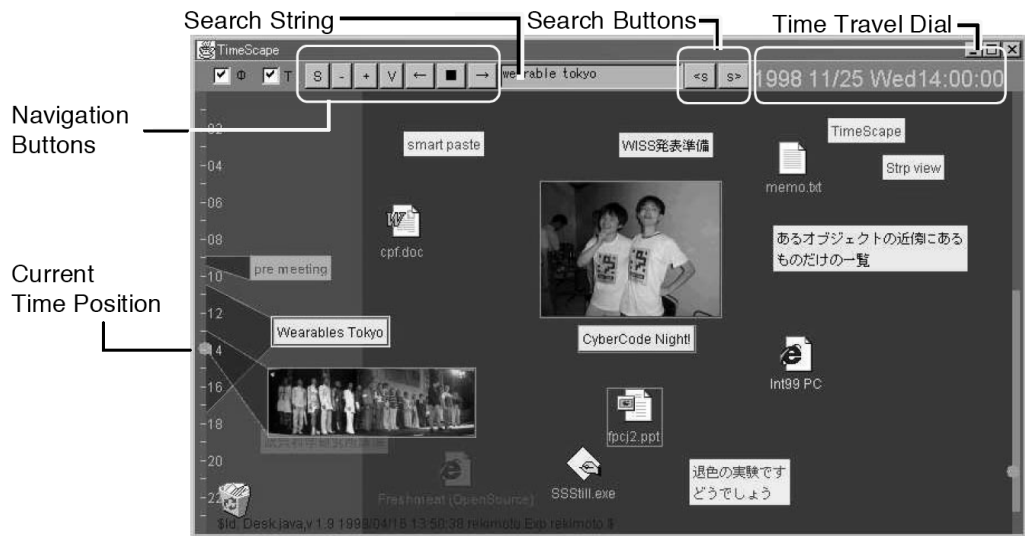 Search String
Search Buttons
Time Travel Dial
TimeScape
Φ T S - + V ← ■ → wearable tokyo <s s> 1998 11/25 Wed14:00:00
Navigation
Buttons
02
04
06
08
10
12
14
16
18
20
22
smart paste
WISS発表準備
TimeScape
Strp view
memo.txt
cpf.doc
あるオブジェクトの近傍にある
ものだけの一覧
pre meeting
Current
Time Position
Wearables Tokyo
CyberCode Night!
Int99 PC
fpcj2.ppt
退色の実験です
どうでしょう
SSStill.exe
Freshmeat (OpenSource)
$Id: Desk.java,v 1.9 1999/04/16 13:50:38 rekimoto Exp rekimoto $